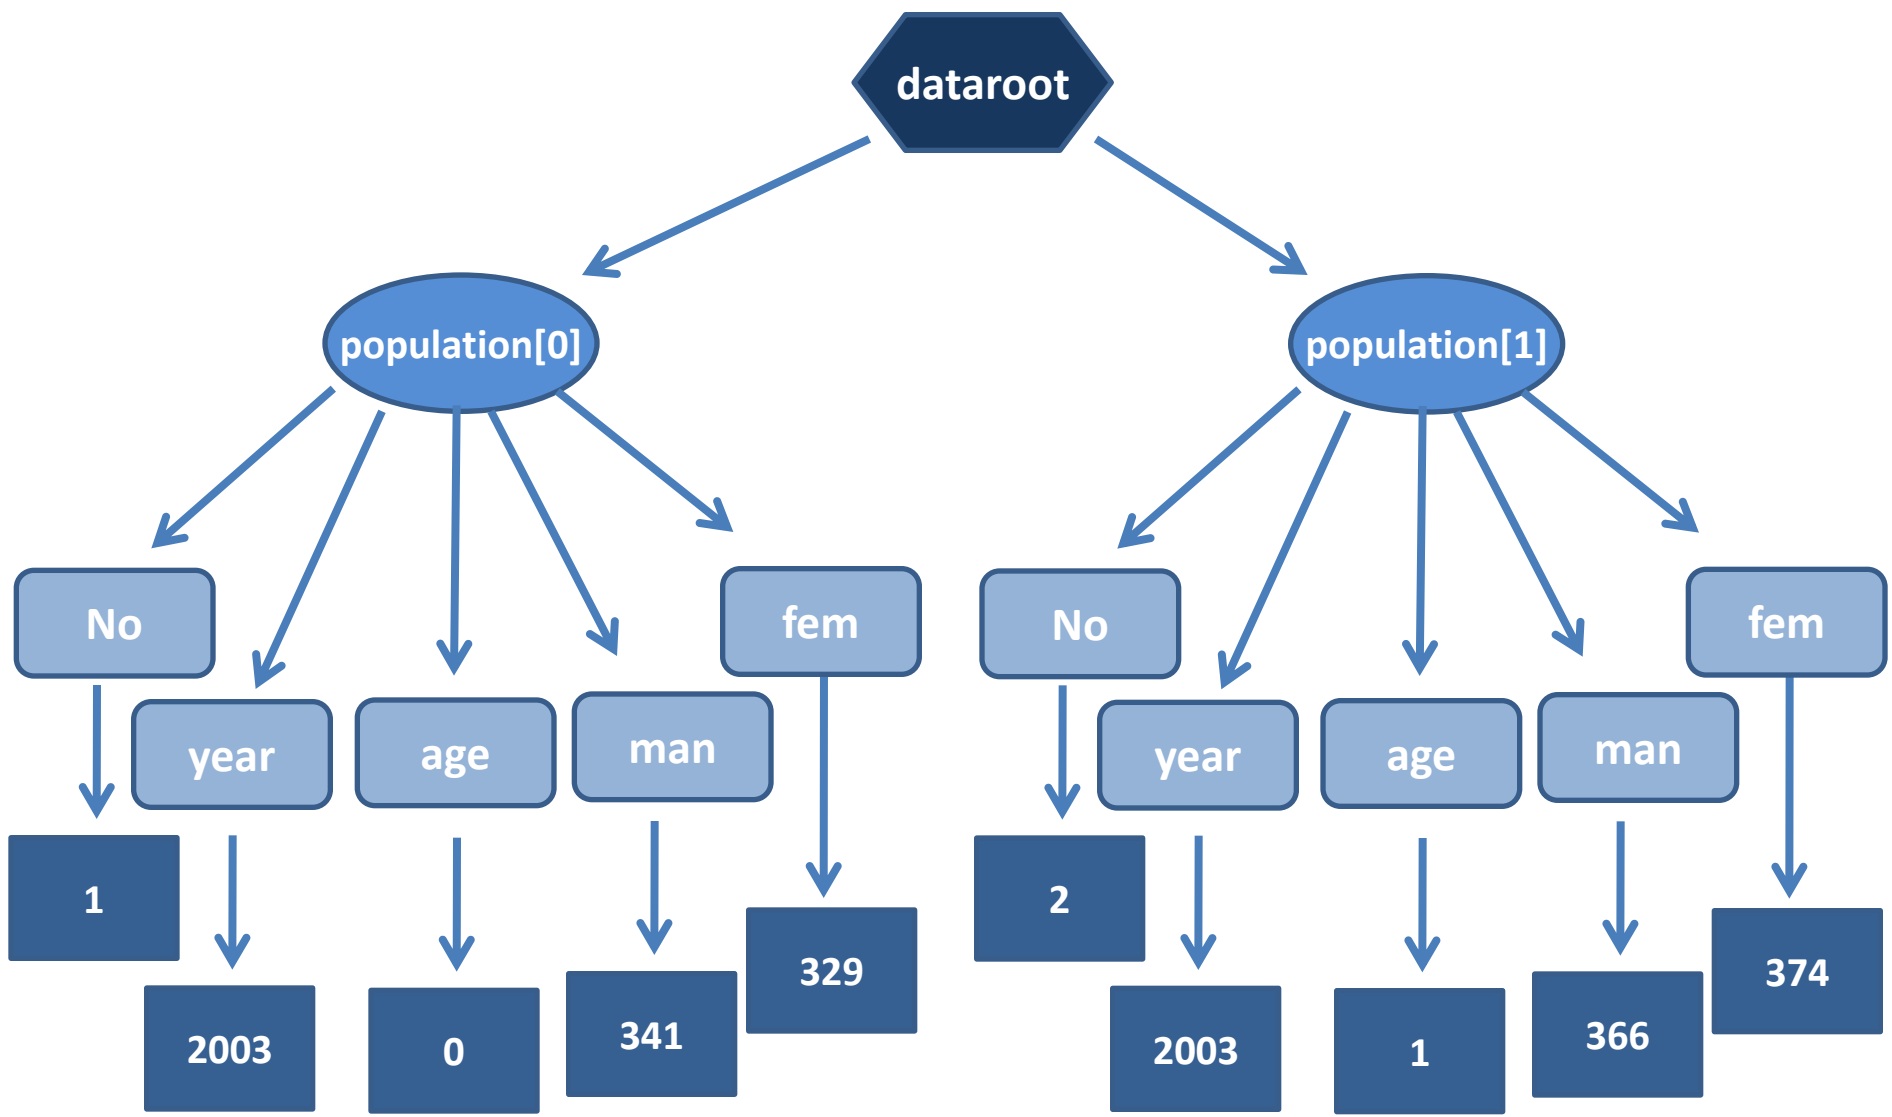 dataroot
population[0]
population[1]
No
year
age
man
fem
No
year
age
man
fem
1
2003
0
341
329
2
2003
1
366
374